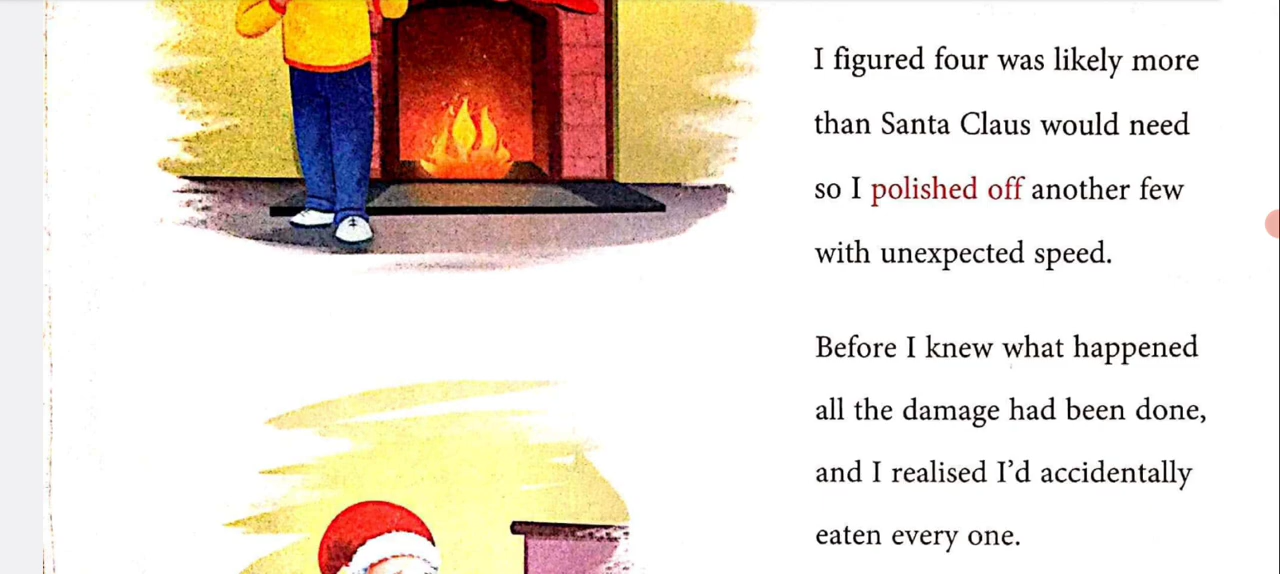 I figured four was likely more
than Santa Claus would need
so I polished off another few
with unexpected speed.
Before I knew what happened
all the damage had been done,
and I realised I'd accidentally
eaten every one.